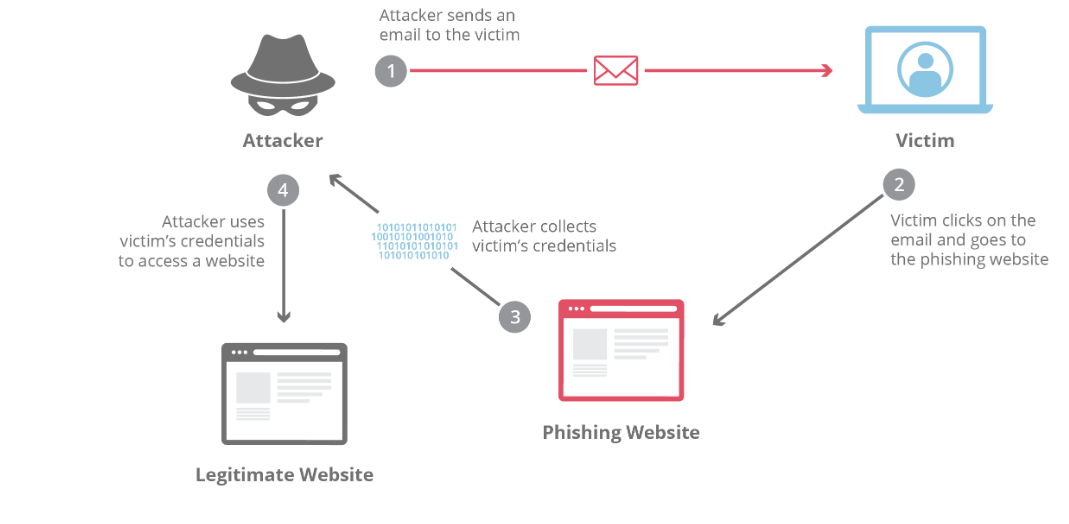 Attacker sends an
email to the victim
1
Attacker
Victim
4
2
Attacker uses
victim’s credentials
to access a website
10101011010101
10010101001010
11010101010101
101010101010
Attacker collects
victim’s credentials
Victim clicks on the
email and goes to
the phishing website
3
Phishing Website
Legitimate Website